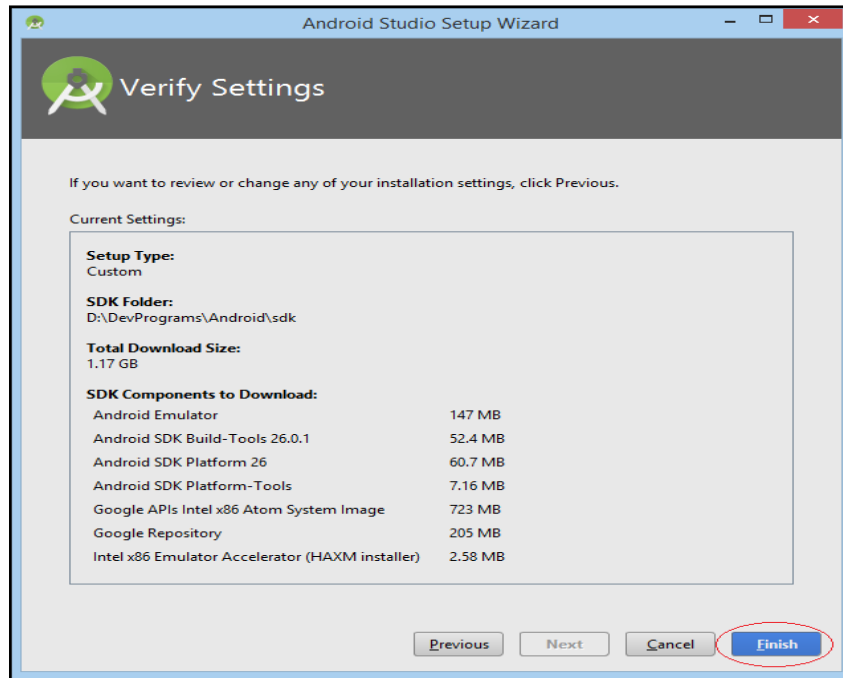 Android Studio Setup Wizard
Verify Settings
If you want to review or change any of your installation settings, click Previous.
Current Settings:
Setup Type:
Custom
SDK Folder:
D:\DevPrograms\Android\sdk
Total Download Size:
1.17 GB
SDK Components to Download:
Android Emulator 147 MB
Android SDK Build-Tools 26.0.1 52.4 MB
Android SDK Platform 26 60.7 MB
Android SDK Platform-Tools 7.16 MB
Google APIs Intel x86 Atom System Image 723 MB
Google Repository 205 MB
Intel x86 Emulator Accelerator (HAXM installer) 2.58 MB
Previous Next Cancel Finish